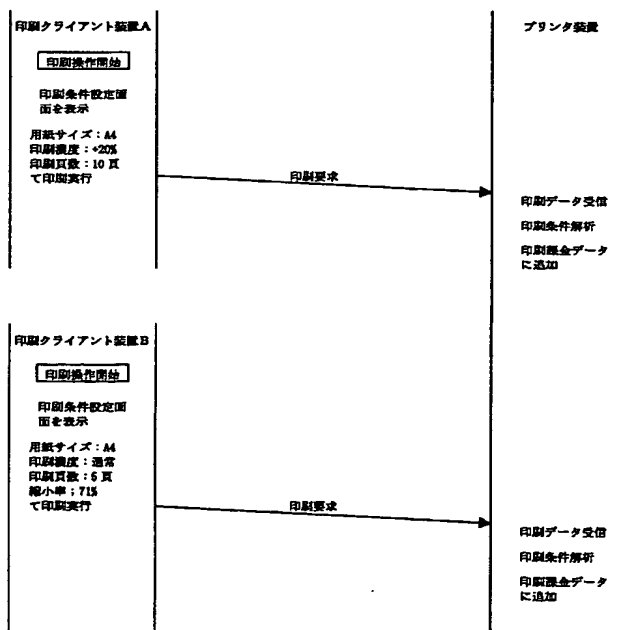 印刷クライアント装置A
プリンタ装置
印刷操作開始
印刷条件設定画
面を表示
用紙サイズ：A4
印刷濃度：+20%
印刷頁数：10 頁
て印刷実行
印刷要求
印刷データ受信
印刷条件解析
印刷課金データ
に追加
印刷クライアント装置B
印刷操作開始
印刷条件設定画
面を表示
用紙サイズ：A4
印刷濃度：通常
印刷頁数：5 頁
縮小率：71%
て印刷実行
印刷要求
印刷データ受信
印刷条件解析
印刷課金データ
に追加